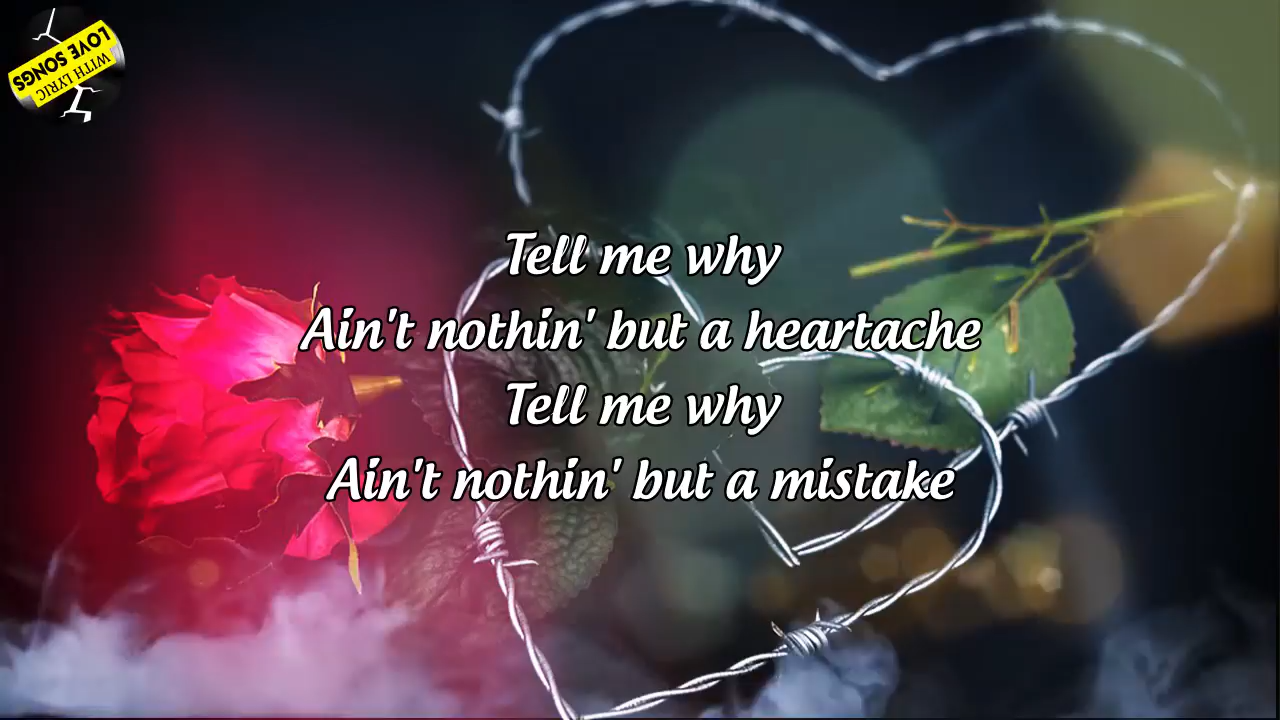 LOVE SONGS
WITH LYRIC
Tell me why
Ain't nothin' but a heartache
Tell me why
Ain't nothin' but a mistake